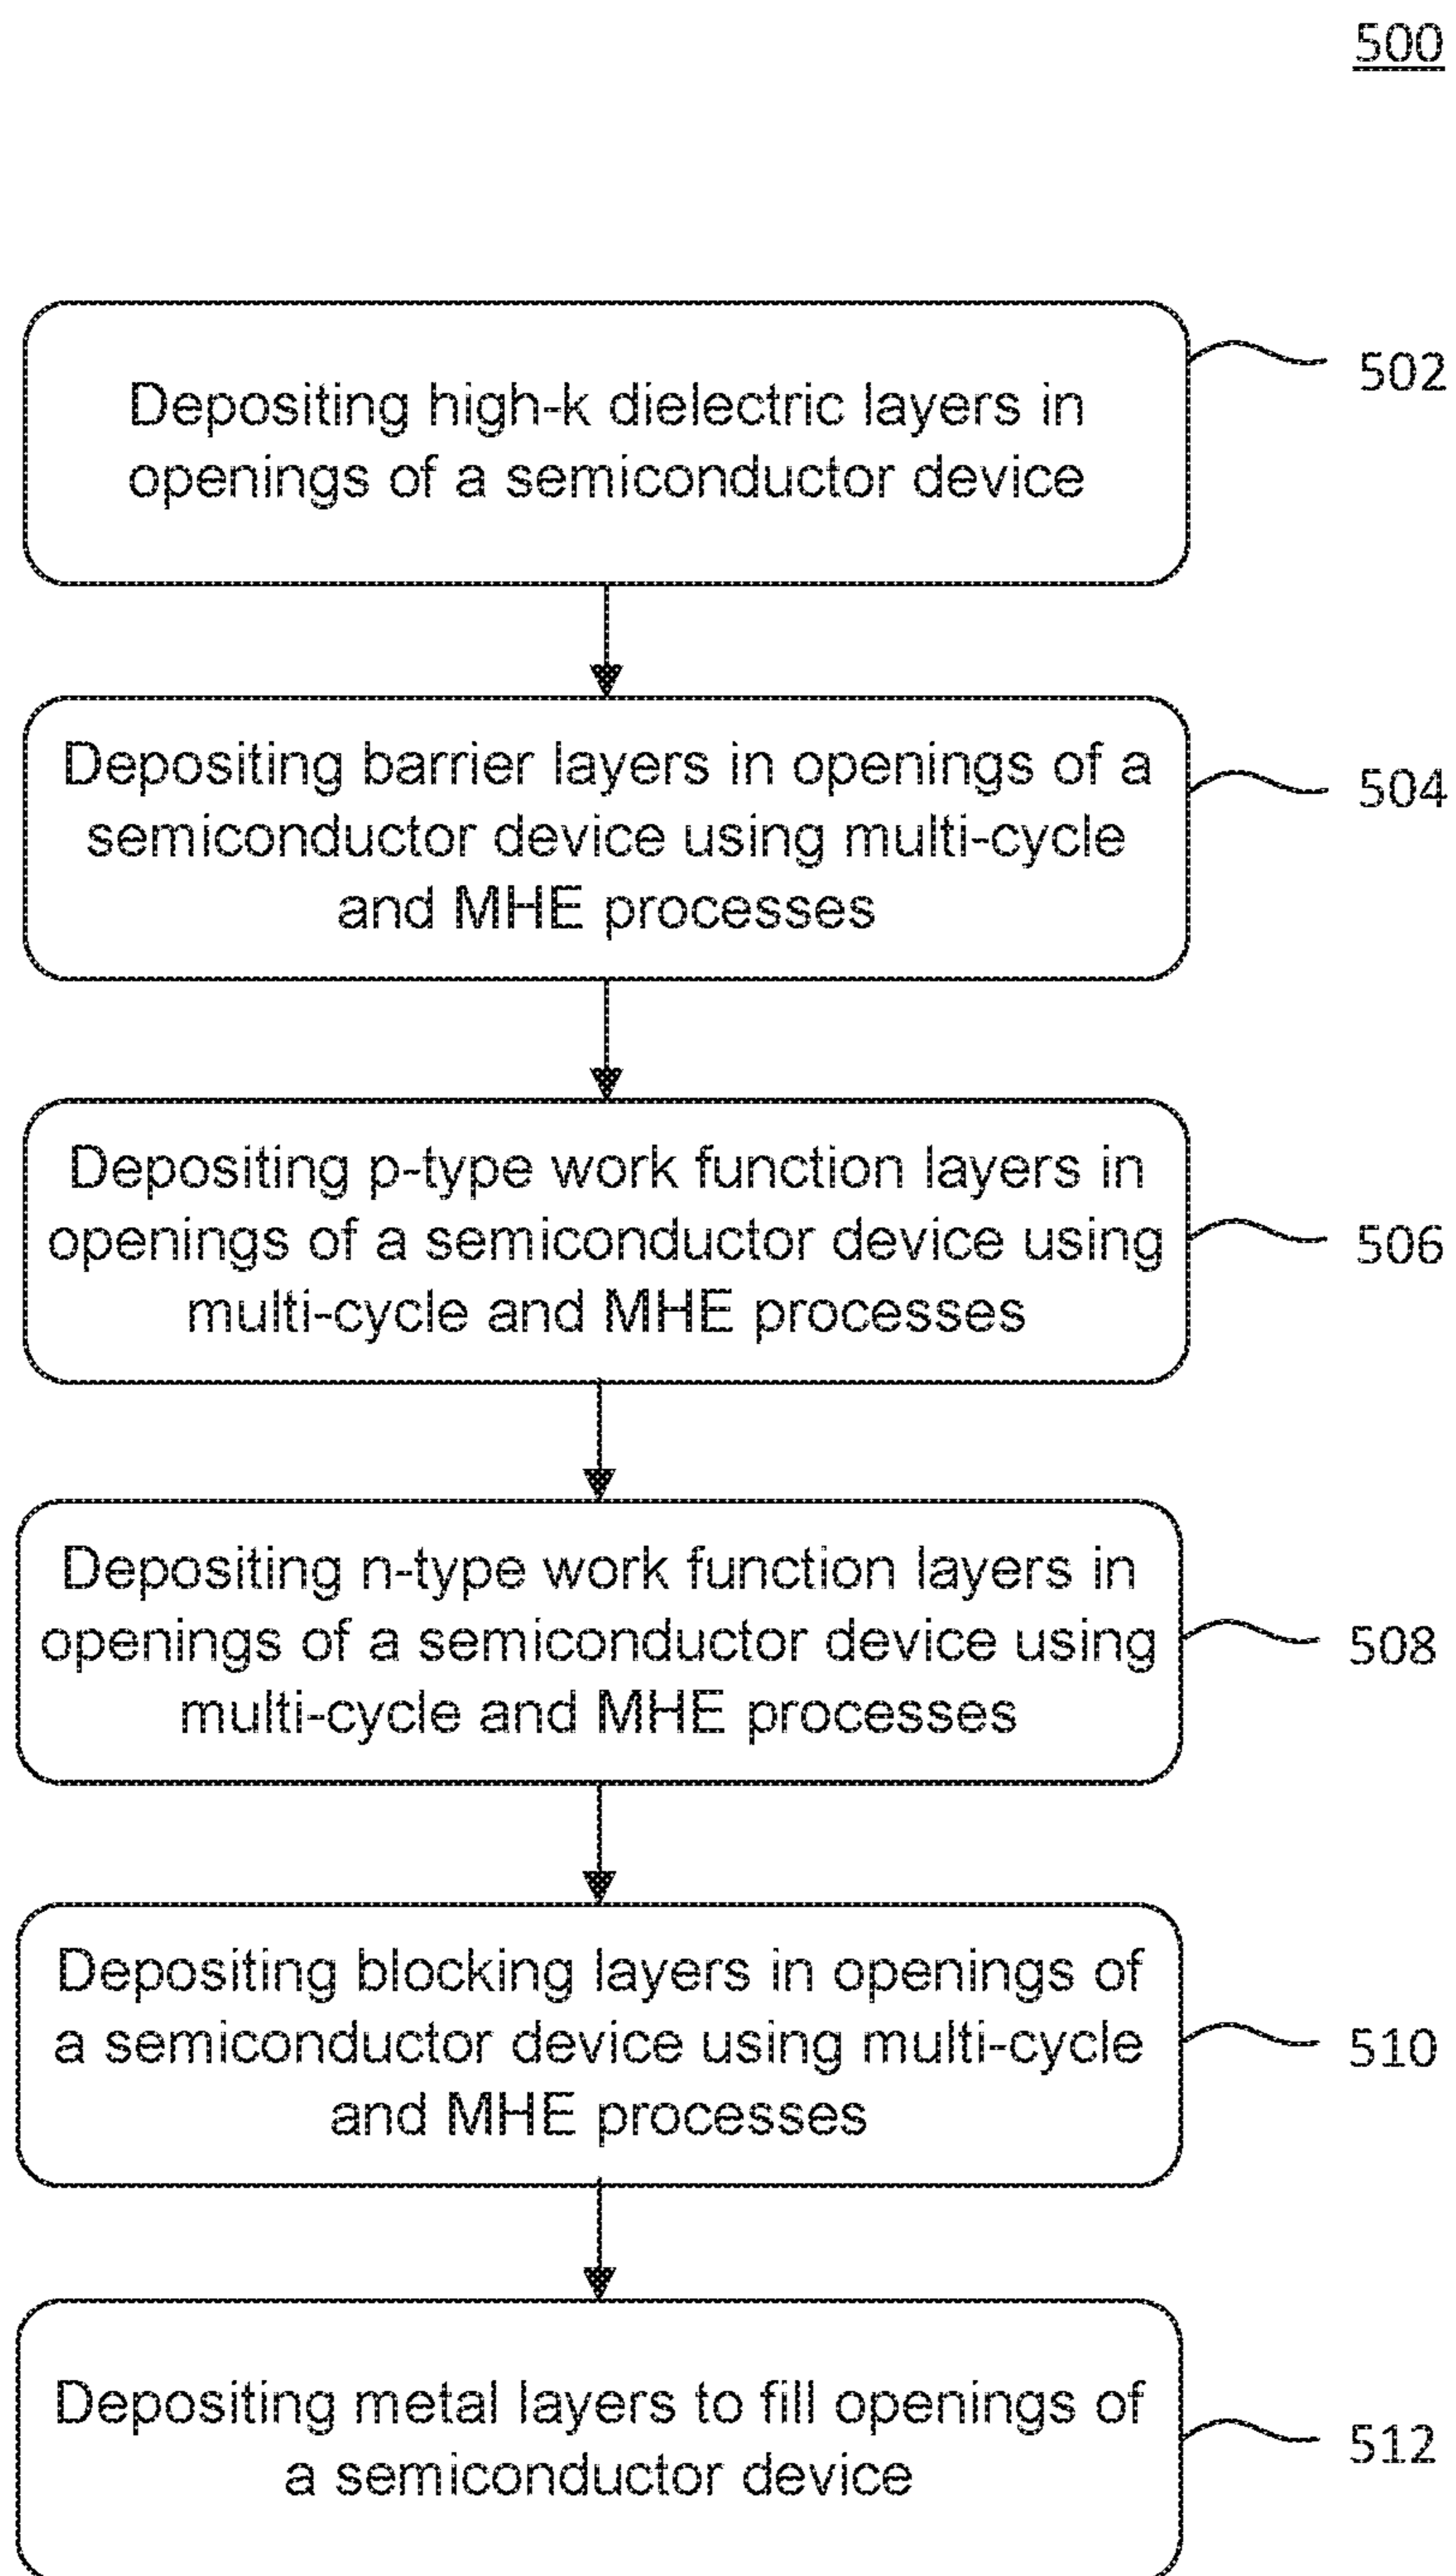 500
Depositing high-k dielectric layers in
openings of a semiconductor device
502
Depositing barrier layers in openings of a
semiconductor device using multi-cycle
and MHE processes
504
Depositing p-type work function layers in
openings of a semiconductor device using
multi-cycle and MHE processes
506
Depositing n-type work function layers in
openings of a semiconductor device using
multi-cycle and MHE processes
508
Depositing blocking layers in openings of
a semiconductor device using multi-cycle
and MHE processes
510
Depositing metal layers to fill openings of
a semiconductor device
512